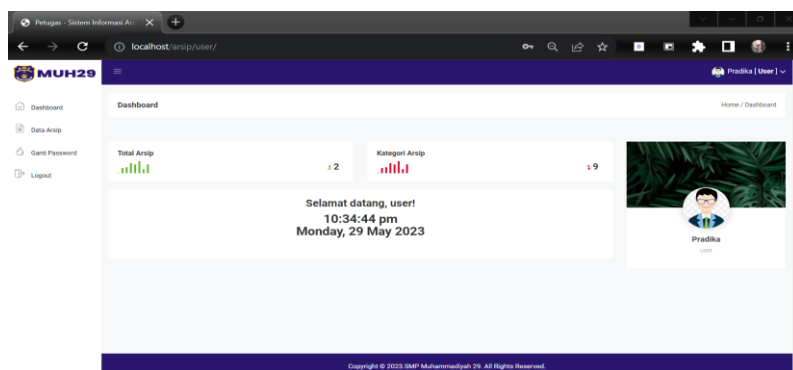 Petugas - Sistem Informasi Ars
localhost/arsip/user/
MUH29
Pradika [ User ]
Dashboard
Data Arsip
Ganti Password
Logout
Dashboard
Home / Dashboard
Total Arsip
2
Kategori Arsip
9
Selamat datang, user!
10:34:44 pm
Monday, 29 May 2023
Pradika
USER
Copyright © 2023.SMP Muhammadiyah 29. All Rights Reserved.